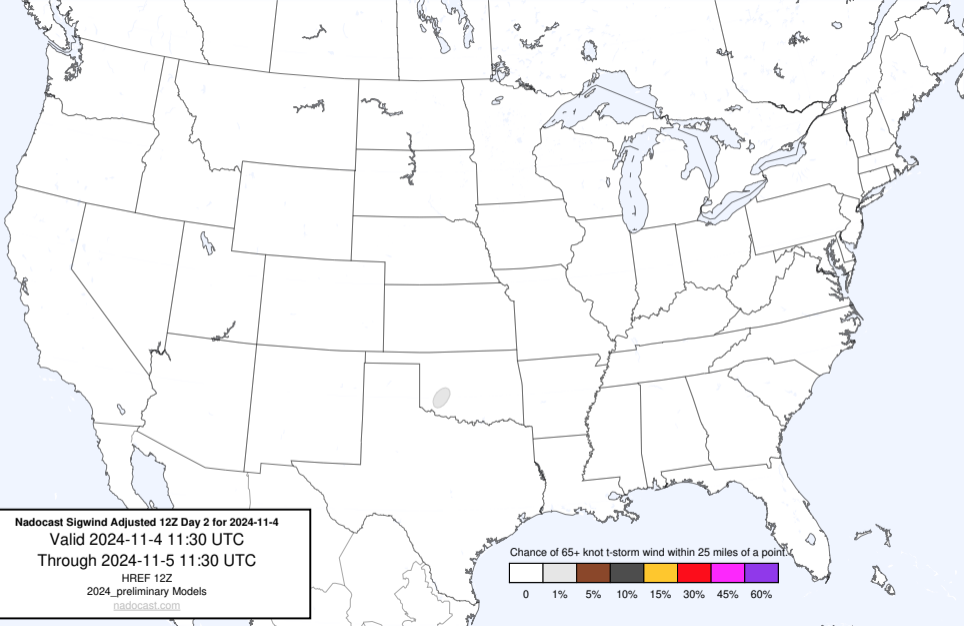 Nadocast Sigwind Adjusted 12Z Day 2 for 2024-11-4
Valid 2024-11-4 11:30 UTC
Through 2024-11-5 11:30 UTC
HREF 12Z
2024_preliminary Models
nadocast.com
Chance of 65+ knot t-storm wind within 25 miles of a point.
0 1% 5% 10% 15% 30% 45% 60%